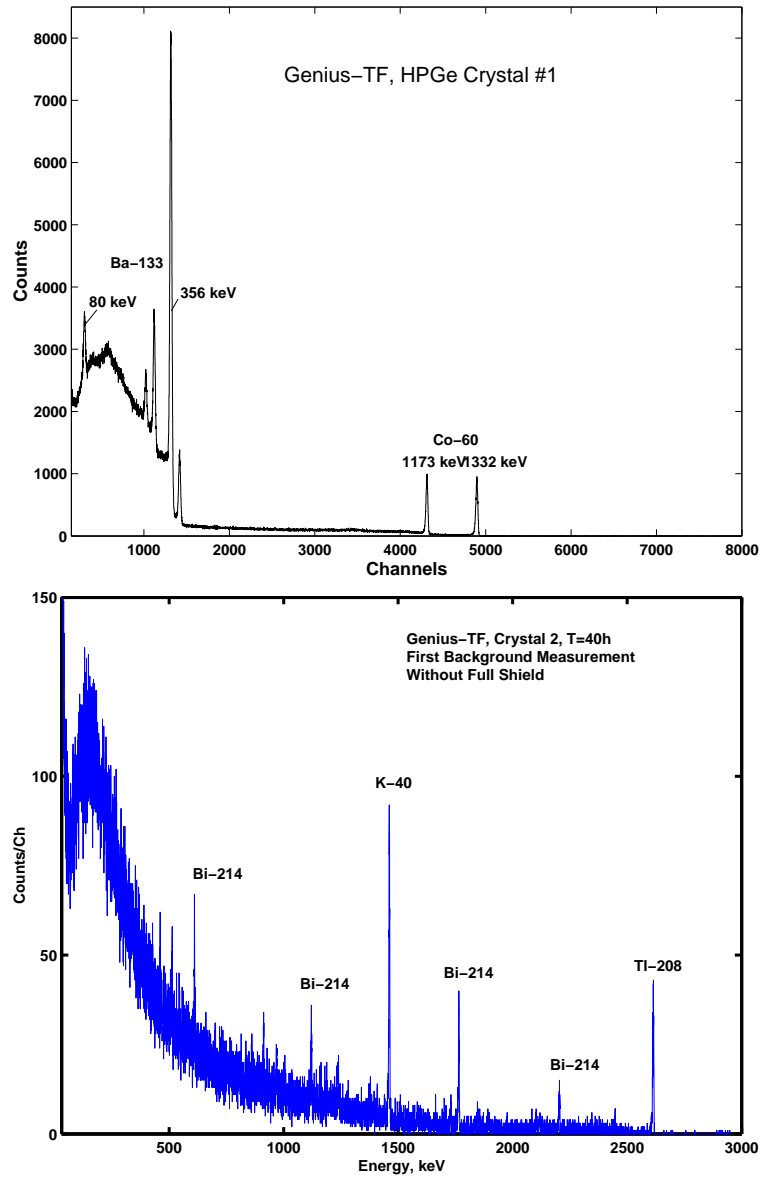 Genius−TF, HPGe Crystal #1
8000
7000
6000
5000
4000
3000
2000
1000
0
Counts
Ba−133
80 keV
356 keV
Co−60
1173 keV 1332 keV
1000 2000 3000 4000 5000 6000 7000 8000
Channels
150
100
50
0
Counts/Ch
Genius−TF, Crystal 2, T=40h
First Background Measurement
Without Full Shield
K−40
Bi−214
Bi−214
Bi−214
Tl−208
Bi−214
500 1000 1500 2000 2500 3000
Energy, keV